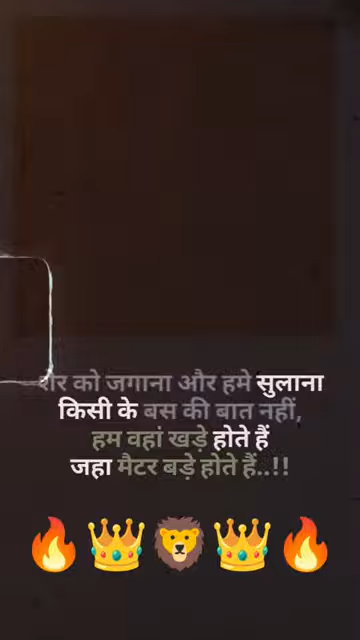 शेर को जगाना और हमे सुलाना
किसी के बस की बात नहीं,
हम वहां खड़े होते हैं
जहा मैटर बड़े होते हैं..!!